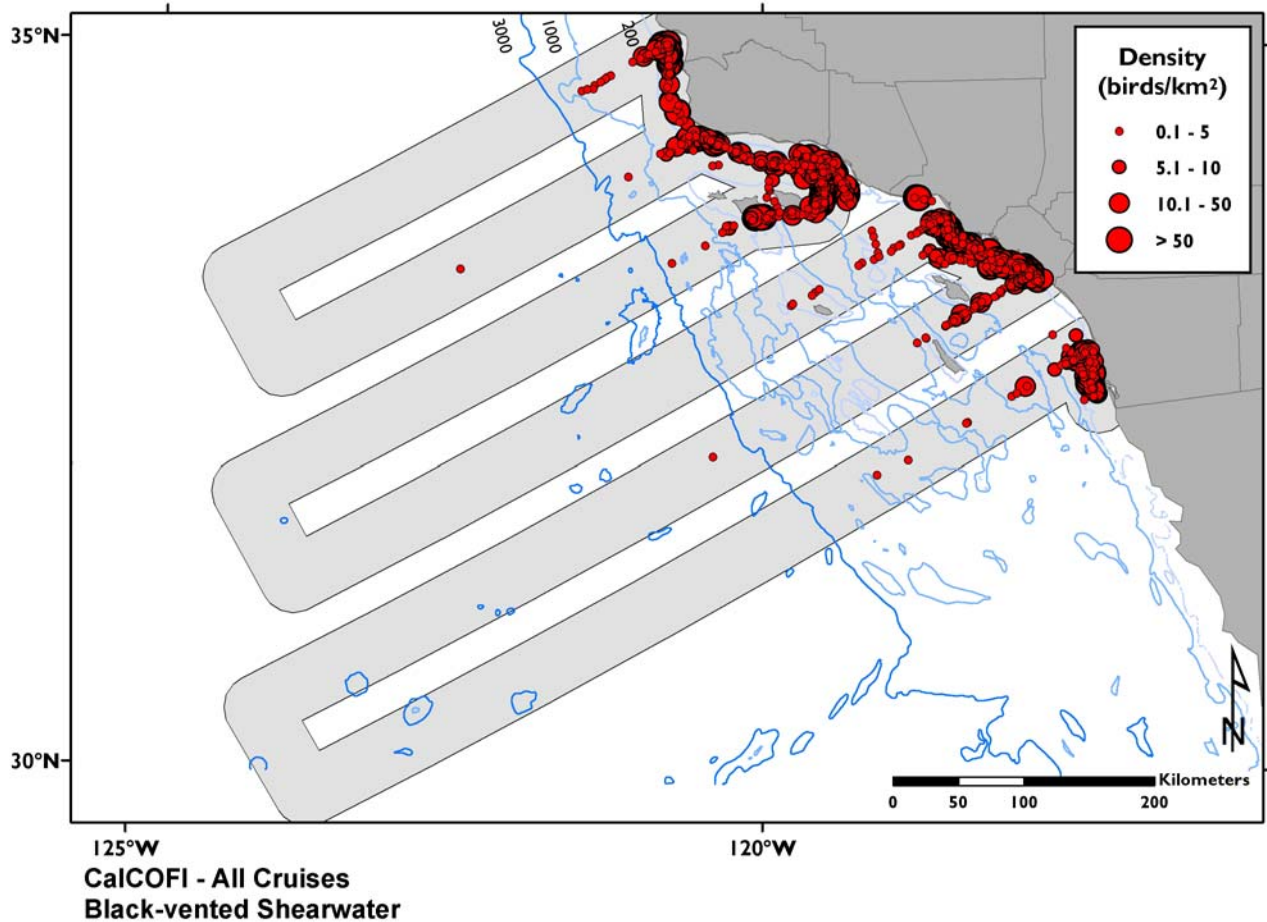 35°N
3000
1000
200
Density
(birds/km²)
0.1 - 5
5.1 - 10
10.1 - 50
> 50
30°N
N
Kilometers
0 50 100 200
125°W 120°W
CalCOFI - All Cruises
Black-vented Shearwater